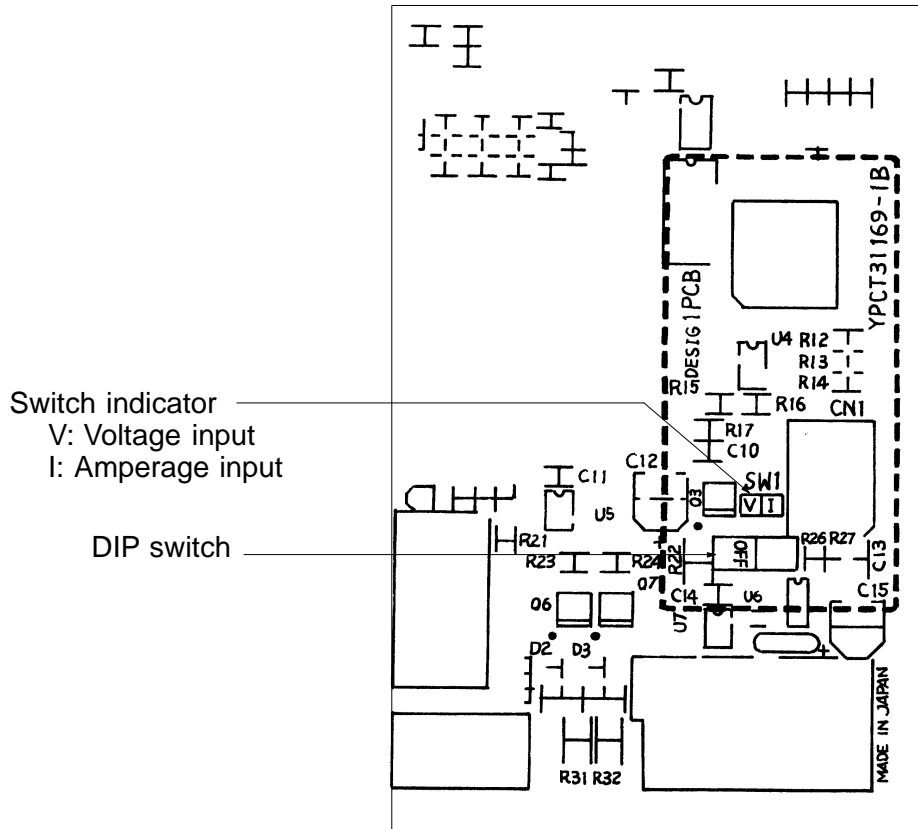 YPCT31169-1B
DESIG 1PCB
U4
R12
R13
R14
R15
R16
CN1
Switch indicator
V: Voltage input
I: Amperage input
R17
C10
C11
C12
SW1
Q3
V I
U5
DIP switch
R21
R23
R24
R22
OFF
R26
R27
C13
Q7
C14
U6
C15
Q6
U7
D2
D3
+
MADE IN JAPAN
R31
R32